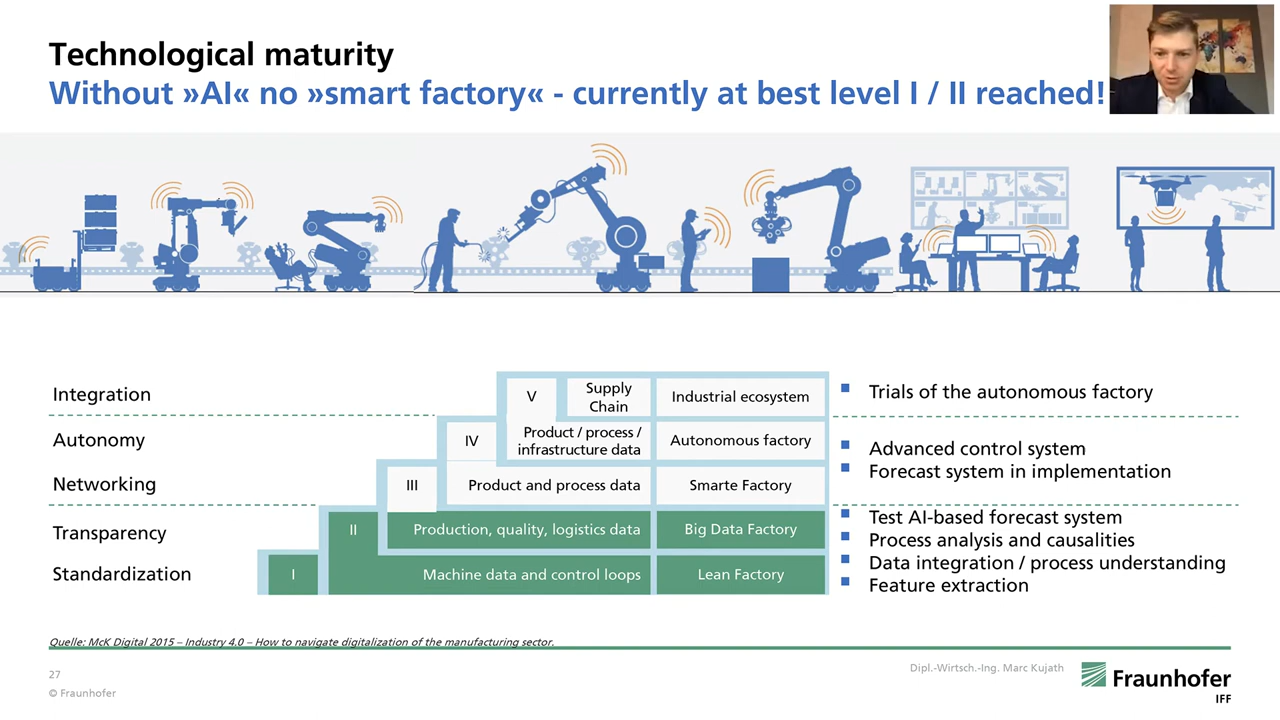 Technological maturity
Without »AI« no »smart factory« - currently at best level I / II reached!
Integration
V
Supply
Chain
Industrial ecosystem
Trials of the autonomous factory
Autonomy
IV
Product / process /
infrastructure data
Autonomous factory
Advanced control system
Forecast system in implementation
Networking
III
Product and process data
Smarte Factory
Transparency
II
Production, quality, logistics data
Big Data Factory
Test AI-based forecast system
Process analysis and causalities
Standardization
I
Machine data and control loops
Lean Factory
Data integration / process understanding
Feature extraction
Quelle: McK Digital 2015 – Industry 4.0 – How to navigate digitalization of the manufacturing sector.
27
© Fraunhofer
Dipl.-Wirtsch.-Ing. Marc Kujath
Fraunhofer
IFF